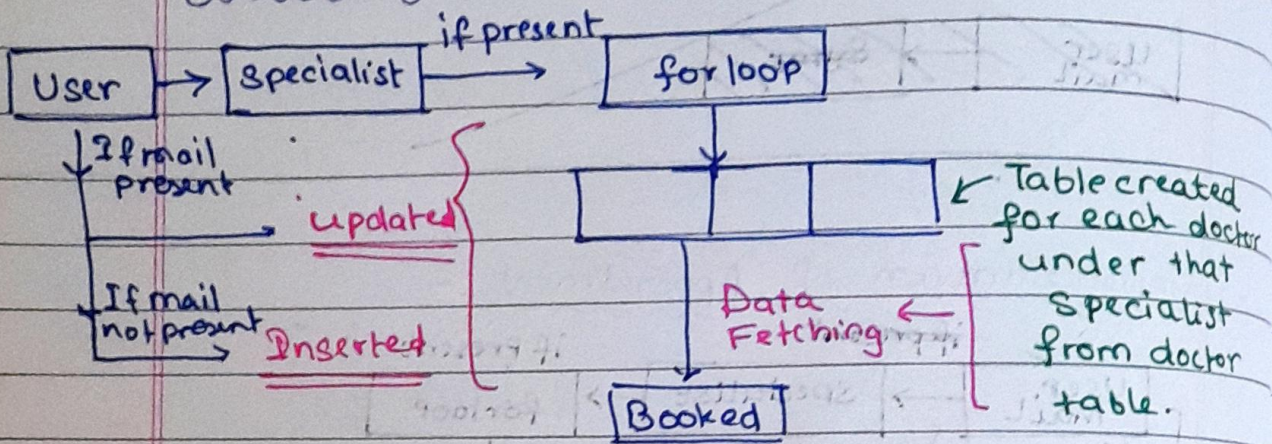 if present
User
Specialist
for loop
If mail
present
updated
If mail
not present
Inserted
Table created
for each doctor
under that
specialist
from doctor
table.
Data
Fetching
Booked